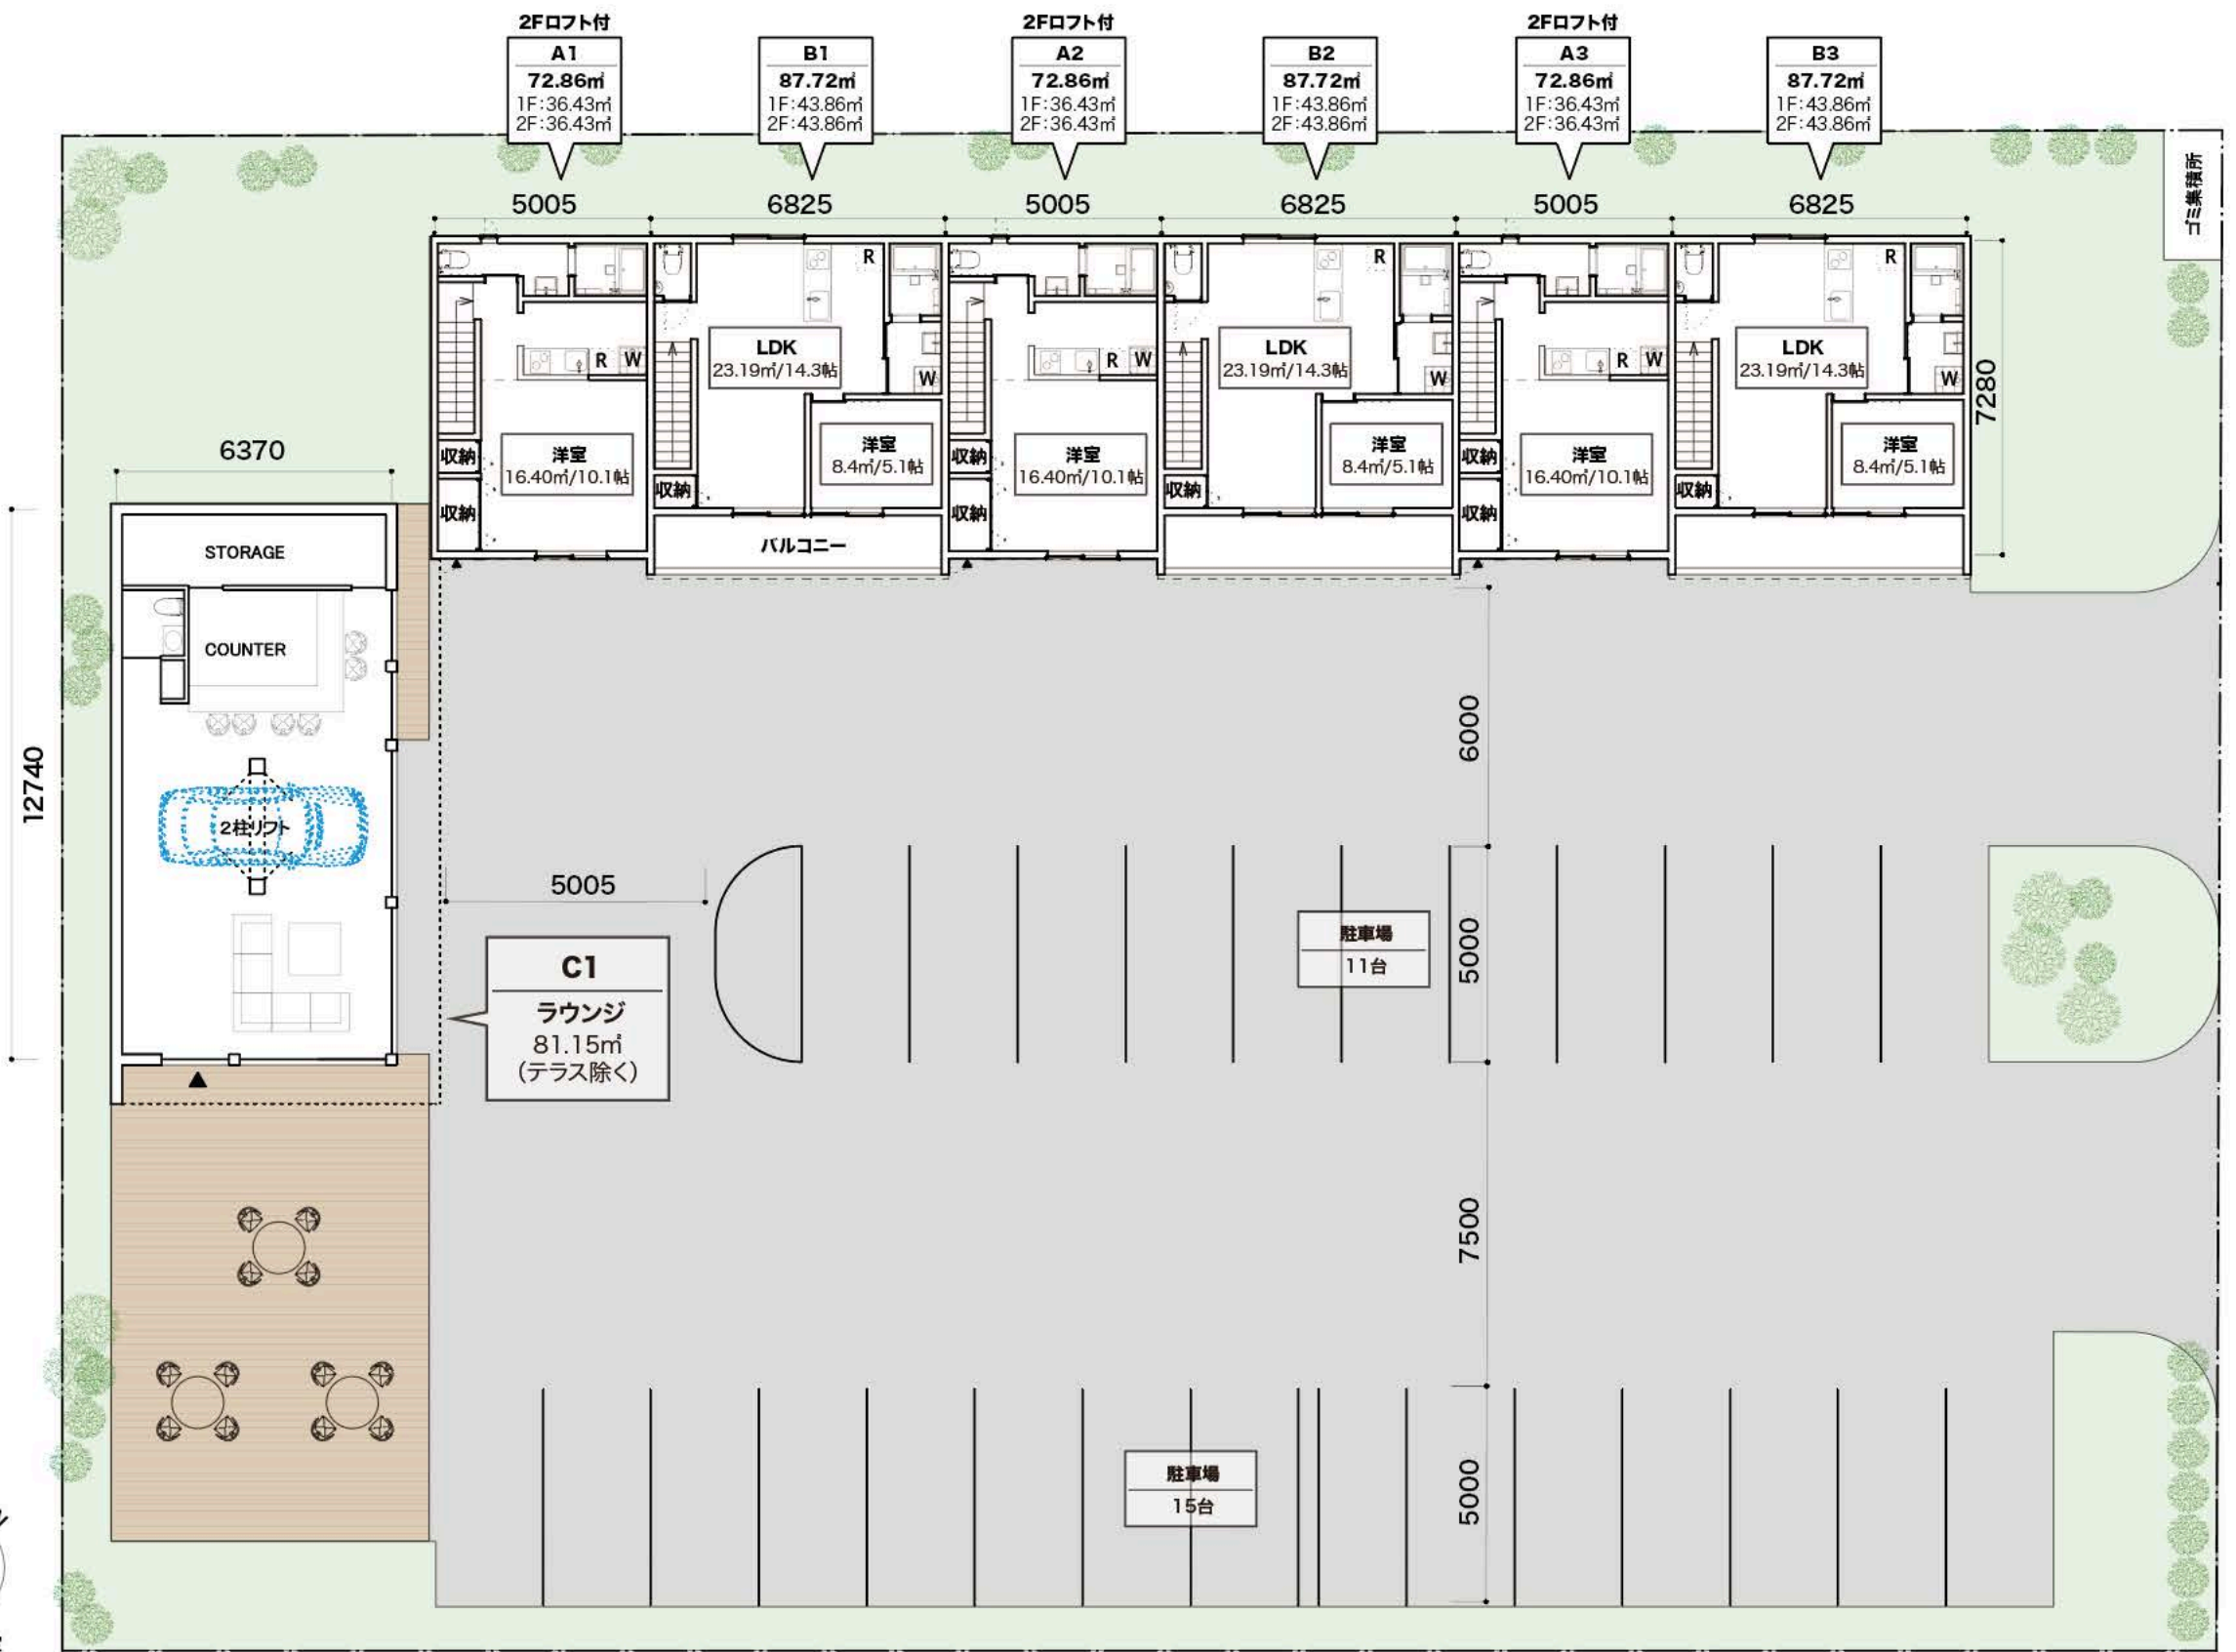 2Fロフト付
A1
72.86㎡
1F:36.43㎡
2F:36.43㎡
B1
87.72㎡
1F:43.86㎡
2F:43.86㎡
2Fロフト付
A2
72.86㎡
1F:36.43㎡
2F:36.43㎡
B2
87.72㎡
1F:43.86㎡
2F:43.86㎡
2Fロフト付
A3
72.86㎡
1F:36.43㎡
2F:36.43㎡
B3
87.72㎡
1F:43.86㎡
2F:43.86㎡
ゴミ集積所
5005
6825
5005
6825
5005
6825
7280
R W
洋室
16.40㎡/10.1帖
収納
収納
R
LDK
23.19㎡/14.3帖
W
洋室
8.4㎡/5.1帖
収納
バルコニー
R W
洋室
16.40㎡/10.1帖
収納
収納
R
LDK
23.19㎡/14.3帖
W
洋室
8.4㎡/5.1帖
収納
R W
洋室
16.40㎡/10.1帖
収納
収納
R
LDK
23.19㎡/14.3帖
W
洋室
8.4㎡/5.1帖
収納
6370
12740
STORAGE
COUNTER
2柱リフト
5005
C1
ラウンジ
81.15㎡
(テラス除く)
6000
駐車場
11台
5000
7500
駐車場
15台
5000